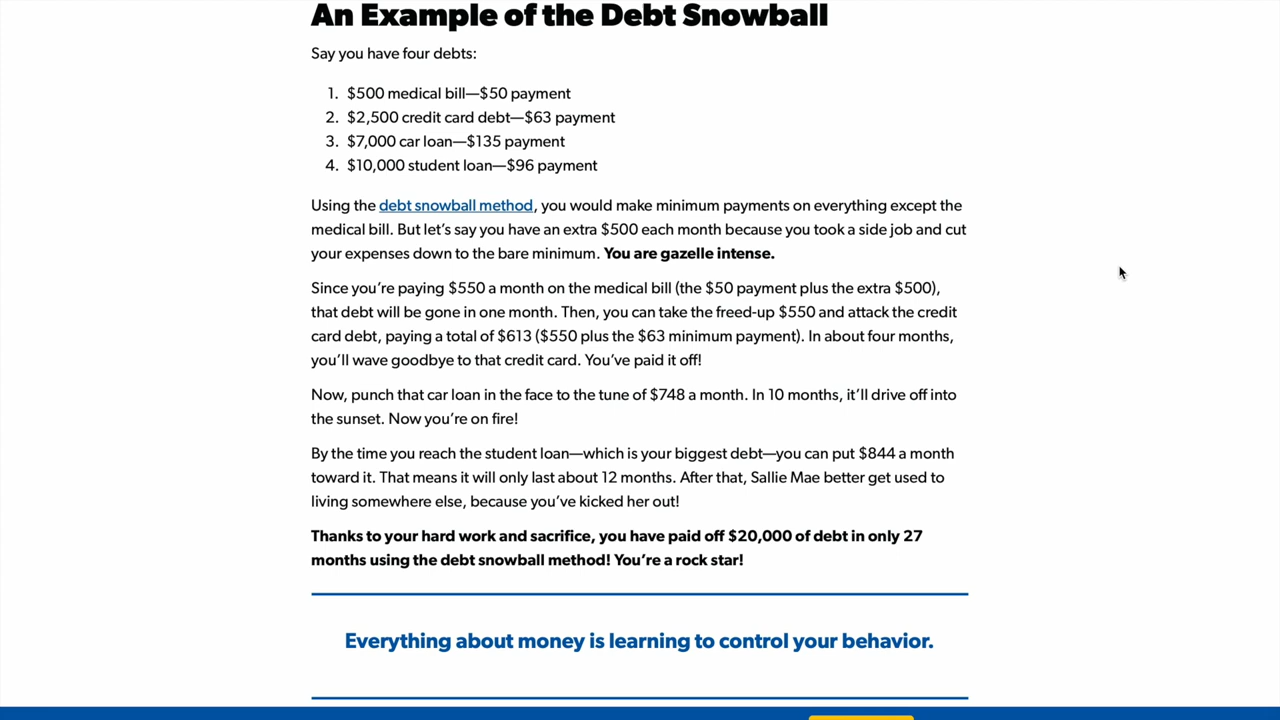 An Example of the Debt Snowball
Say you have four debts:
1. $500 medical bill—$50 payment
2. $2,500 credit card debt—$63 payment
3. $7,000 car loan—$135 payment
4. $10,000 student loan—$96 payment
Using the debt snowball method, you would make minimum payments on everything except the
medical bill. But let’s say you have an extra $500 each month because you took a side job and cut
your expenses down to the bare minimum. You are gazelle intense.
Since you’re paying $550 a month on the medical bill (the $50 payment plus the extra $500),
that debt will be gone in one month. Then, you can take the freed-up $550 and attack the credit
card debt, paying a total of $613 ($550 plus the $63 minimum payment). In about four months,
you’ll wave goodbye to that credit card. You’ve paid it off!
Now, punch that car loan in the face to the tune of $748 a month. In 10 months, it’ll drive off into
the sunset. Now you’re on fire!
By the time you reach the student loan—which is your biggest debt—you can put $844 a month
toward it. That means it will only last about 12 months. After that, Sallie Mae better get used to
living somewhere else, because you’ve kicked her out!
Thanks to your hard work and sacrifice, you have paid off $20,000 of debt in only 27
months using the debt snowball method! You’re a rock star!
Everything about money is learning to control your behavior.